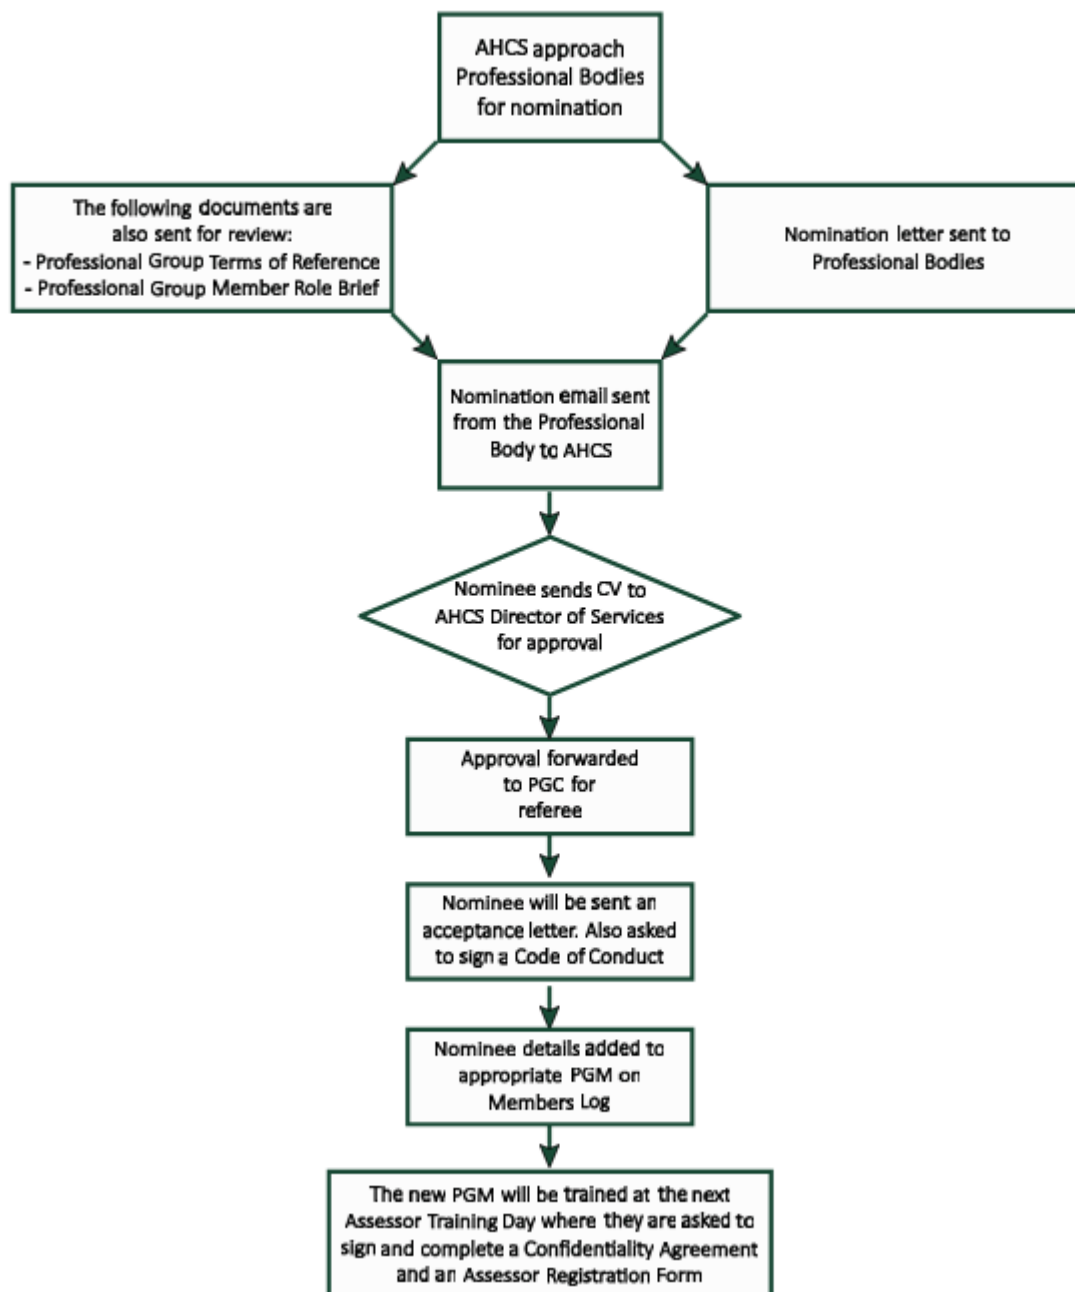 AHCS approach
Professional Bodies
for nomination
The following documents are
also sent for review:
- Professional Group Terms of Reference
- Professional Group Member Role Brief
Nomination letter sent to
Professional Bodies
Nomination email sent
from the Professional
Body to AHCS
Nominee sends CV to
AHCS Director of Services
for approval
Approval forwarded
to PGC for
referee
Nominee will be sent an
acceptance letter. Also asked
to sign a Code of Conduct
Nominee details added to
appropriate PGM on
Members Log
The new PGM will be trained at the next
Assessor Training Day where they are asked to
sign and complete a Confidentiality Agreement
and an Assessor Registration Form